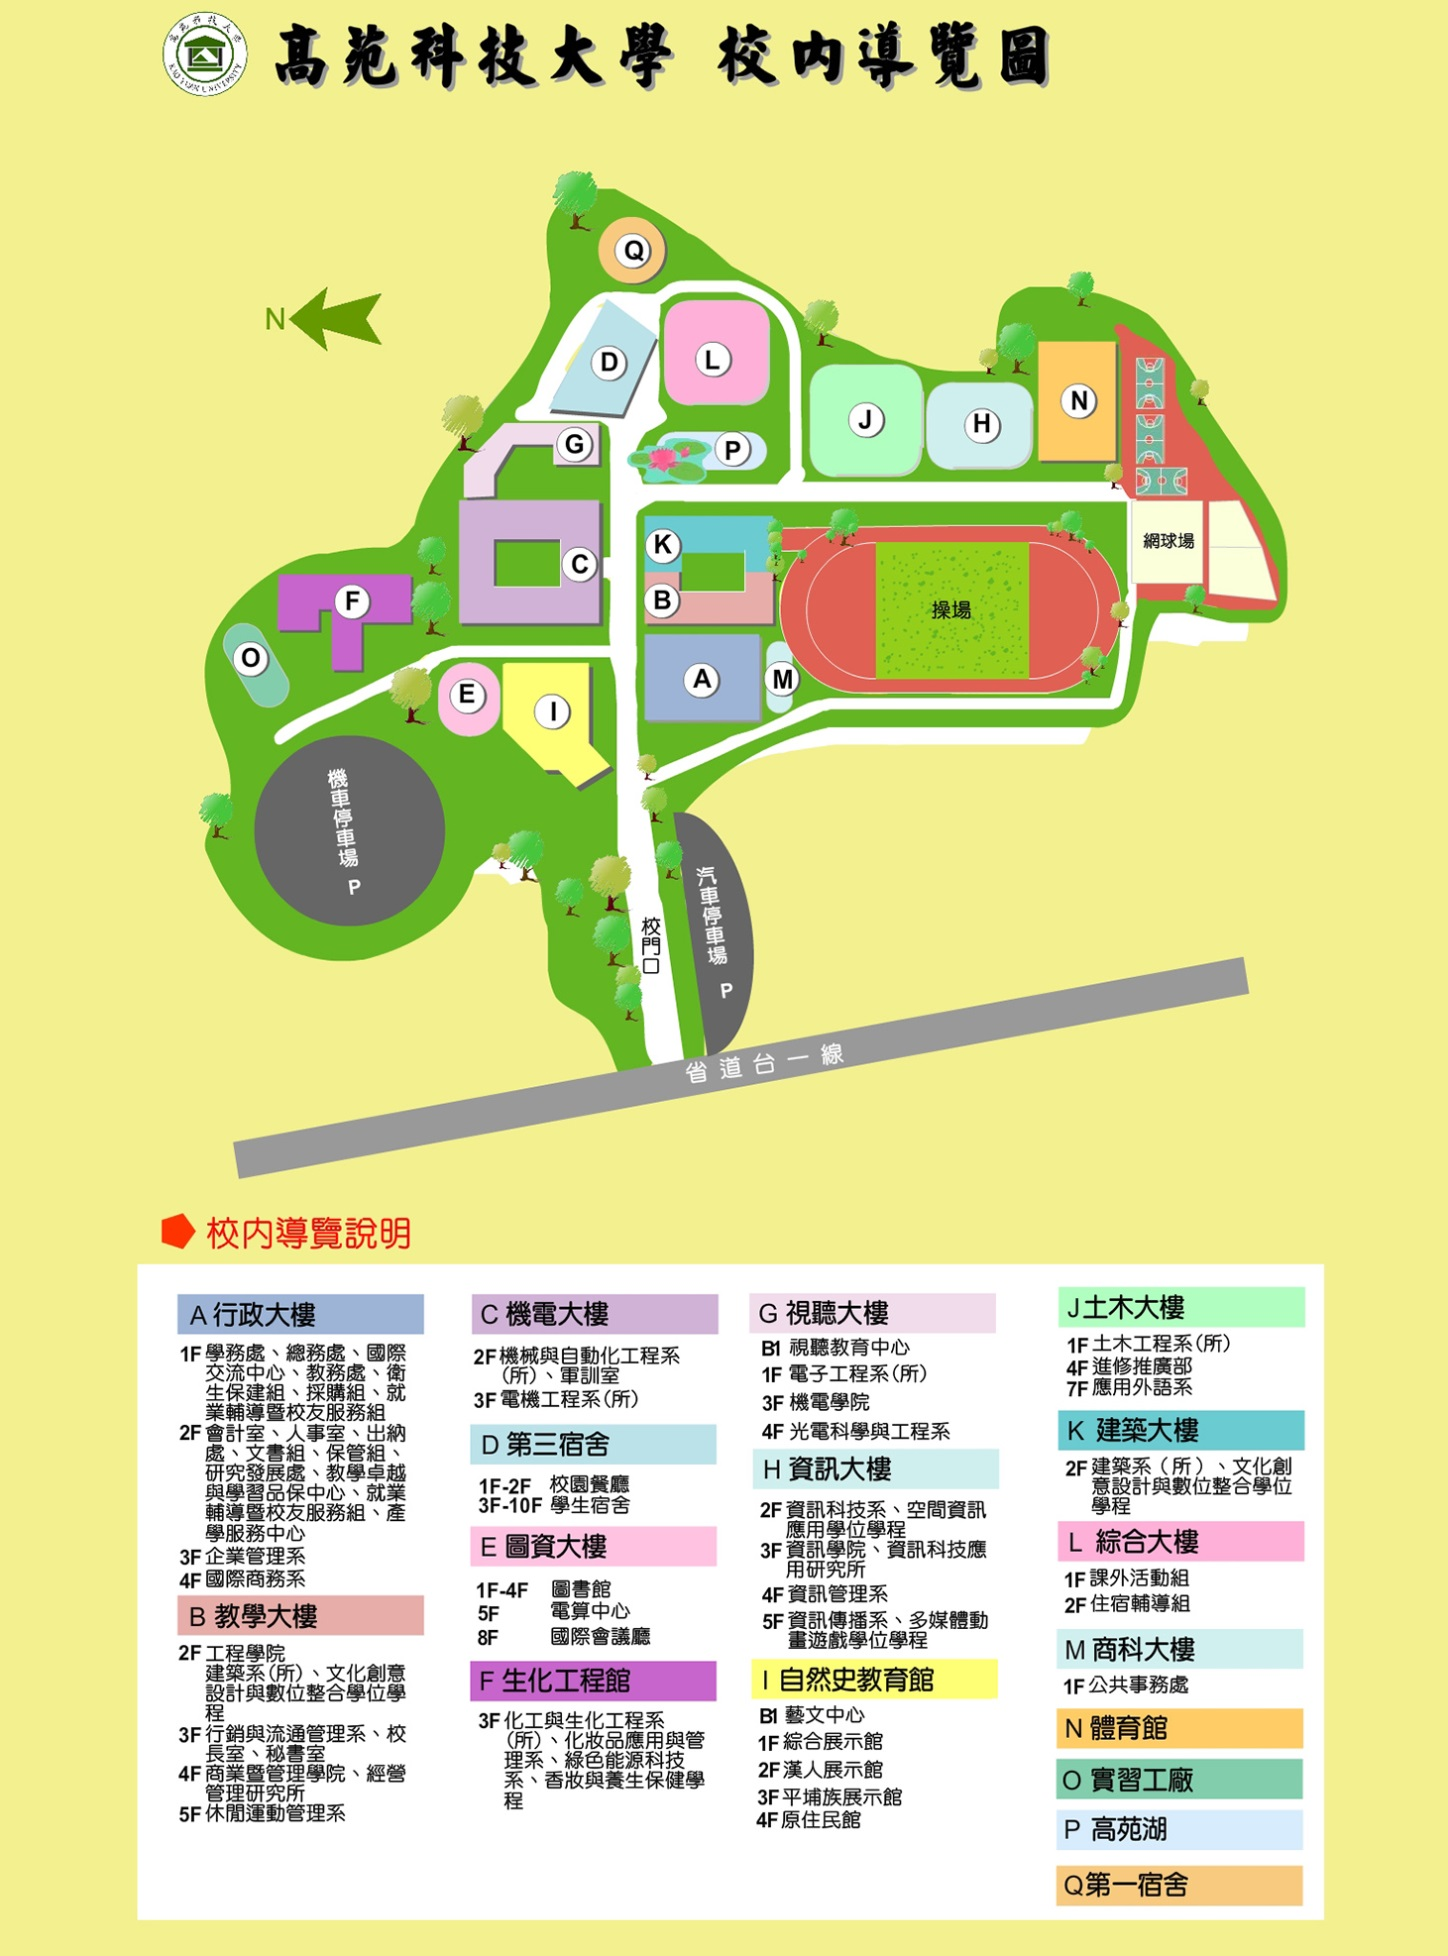 高苑科技大學 校內導覽圖
KAO YUAN UNIVERSITY
N
Q
D
L
G
P
J
H
N
K
C
B
F
O
E
I
A
M
網球場
操場
機車停車場 P
汽車停車場 P
校門口
省道台一線
校內導覽說明
A 行政大樓
1F 學務處、總務處、國際
交流中心、教務處、衛
生保建組、採購組、就
業輔導暨校友服務組
2F 會計室、人事室、出納
處、文書組、保管組、
研究發展處、教學卓越
與學習品保中心、就業
輔導暨校友服務組、產
學服務中心
3F 企業管理系
4F 國際商務系
B 教學大樓
2F 工程學院
建築系(所)、文化創意
設計與數位整合學位學
程
3F 行銷與流通管理系、校
長室、秘書室
4F 商業暨管理學院、經營
管理研究所
5F 休閒運動管理系
C 機電大樓
2F 機械與自動化工程系
(所)、軍訓室
3F 電機工程系(所)
D 第三宿舍
1F-2F 校園餐廳
3F-10F 學生宿舍
E 圖資大樓
1F-4F 圖書館
5F 電算中心
8F 國際會議廳
F 生化工程館
3F 化工與生化工程系
(所)、化妝品應用與管
理系、綠色能源科技
系、香妝與養生保健學
程
G 視聽大樓
B1 視聽教育中心
1F 電子工程系(所)
3F 機電學院
4F 光電科學與工程系
H 資訊大樓
2F 資訊科技系、空間資訊
應用學位學程
3F 資訊學院、資訊科技應
用研究所
4F 資訊管理系
5F 資訊傳播系、多媒體動
畫遊戲學位學程
I 自然史教育館
B1 藝文中心
1F 綜合展示館
2F 漢人展示館
3F 平埔族展示館
4F 原住民館
J 土木大樓
1F 土木工程系(所)
4F 進修推廣部
7F 應用外語系
K 建築大樓
2F 建築系(所)、文化創
意設計與數位整合學位
學程
L 綜合大樓
1F 課外活動組
2F 住宿輔導組
M 商科大樓
1F 公共事務處
N 體育館
O 實習工廠
P 高苑湖
Q 第一宿舍